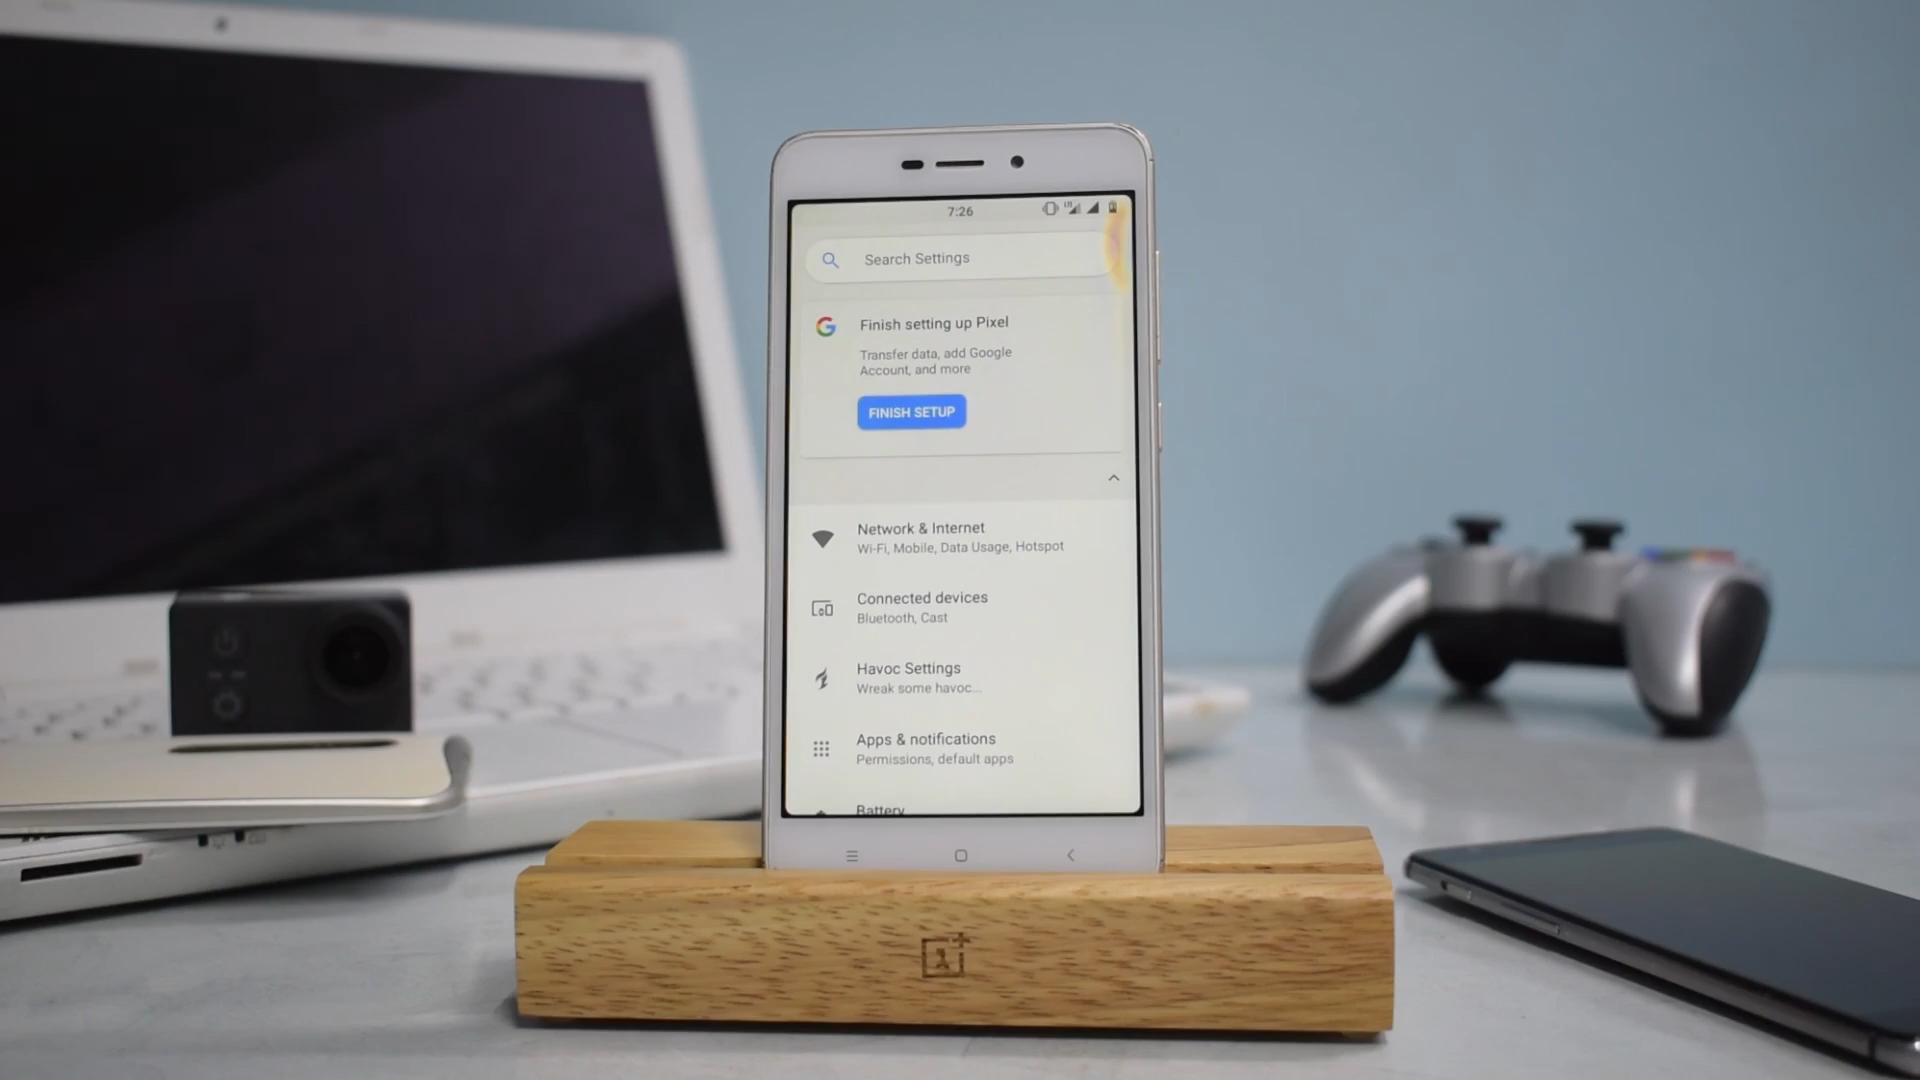 7:26
Search Settings
Finish setting up Pixel
Transfer data, add Google
Account, and more
FINISH SETUP
Network & Internet
Wi-Fi, Mobile, Data Usage, Hotspot
Connected devices
Bluetooth, Cast
Havoc Settings
Wreak some havoc...
Apps & notifications
Permissions, default apps
Battery